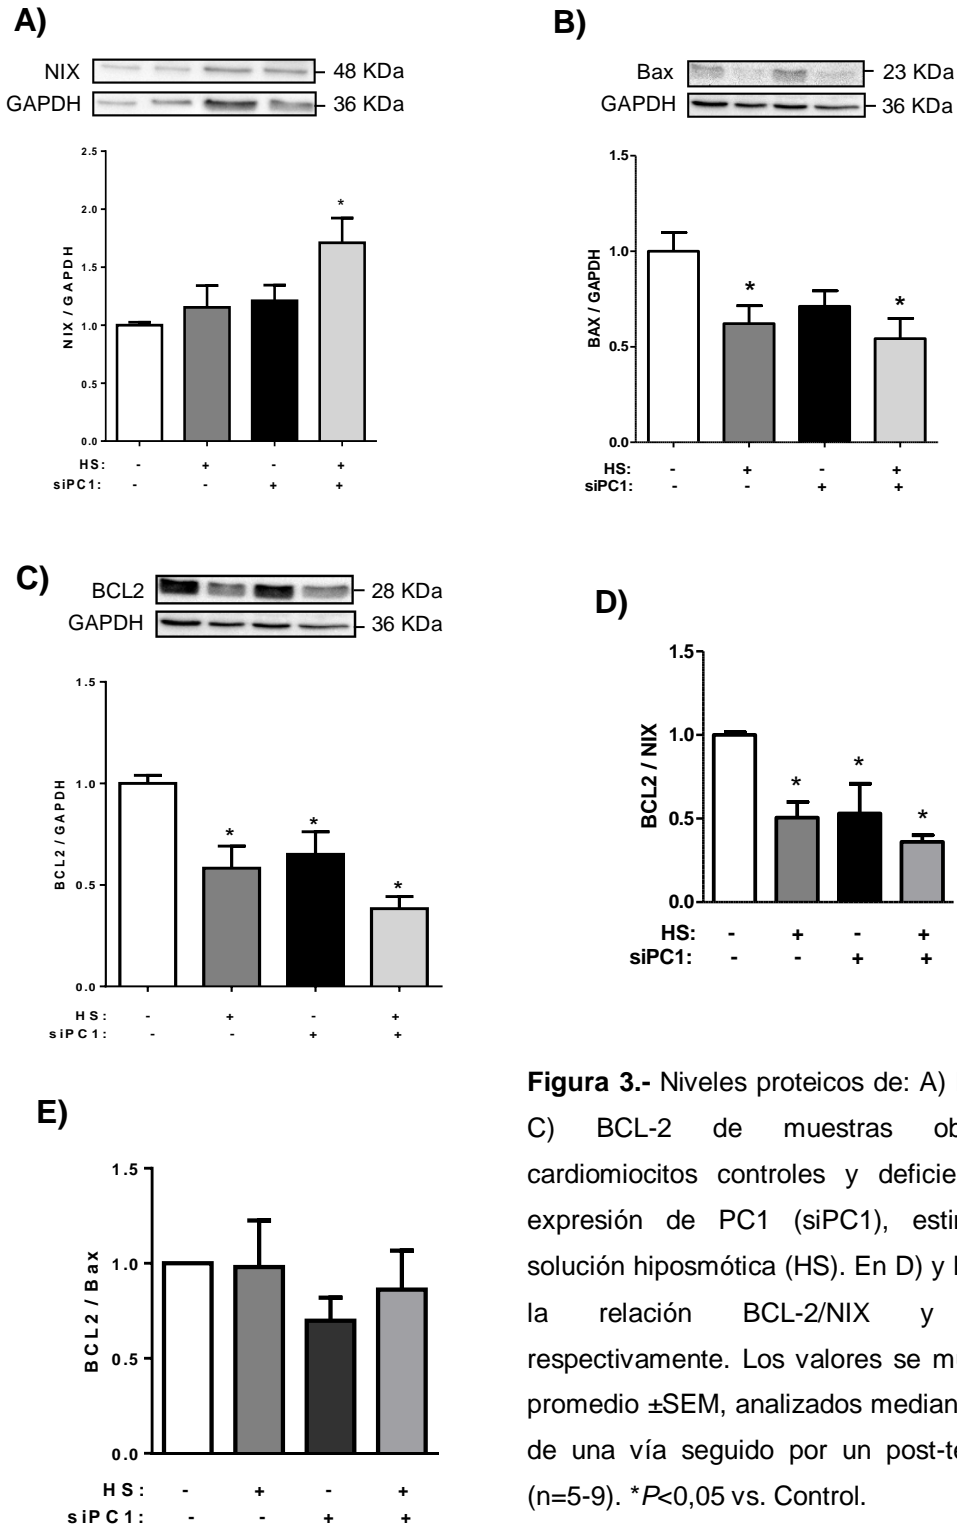 A)
NIX
48 KDa
GAPDH
36 KDa
2.5
2.0
1.5
1.0
0.5
0.0
NIX / GAPDH
*
HS: - + - +
siPC1: - - + +
B)
Bax
23 KDa
GAPDH
36 KDa
1.5
1.0
0.5
0.0
BAX / GAPDH
* *
HS: - + - +
siPC1: - - + +
C)
BCL2
28 KDa
GAPDH
36 KDa
1.5
1.0
0.5
0.0
BCL2 / GAPDH
* * *
HS: - + - +
siPC1: - - + +
D)
1.5
1.0
0.5
0.0
BCL2 / NIX
* * *
HS: - + - +
siPC1: - - + +
E)
1.5
1.0
0.5
0.0
BCL2 / Bax
HS: - + - +
siPC1: - - + +
Figura 3.- Niveles proteicos de: A)
C) BCL-2 de muestras ob
cardiomiocitos controles y deficie
expresión de PC1 (siPC1), esti
solución hiposmótica (HS). En D) y
la relación BCL-2/NIX y
respectivamente. Los valores se m
promedio ±SEM, analizados median
de una vía seguido por un post-te
(n=5-9). *P<0,05 vs. Control.